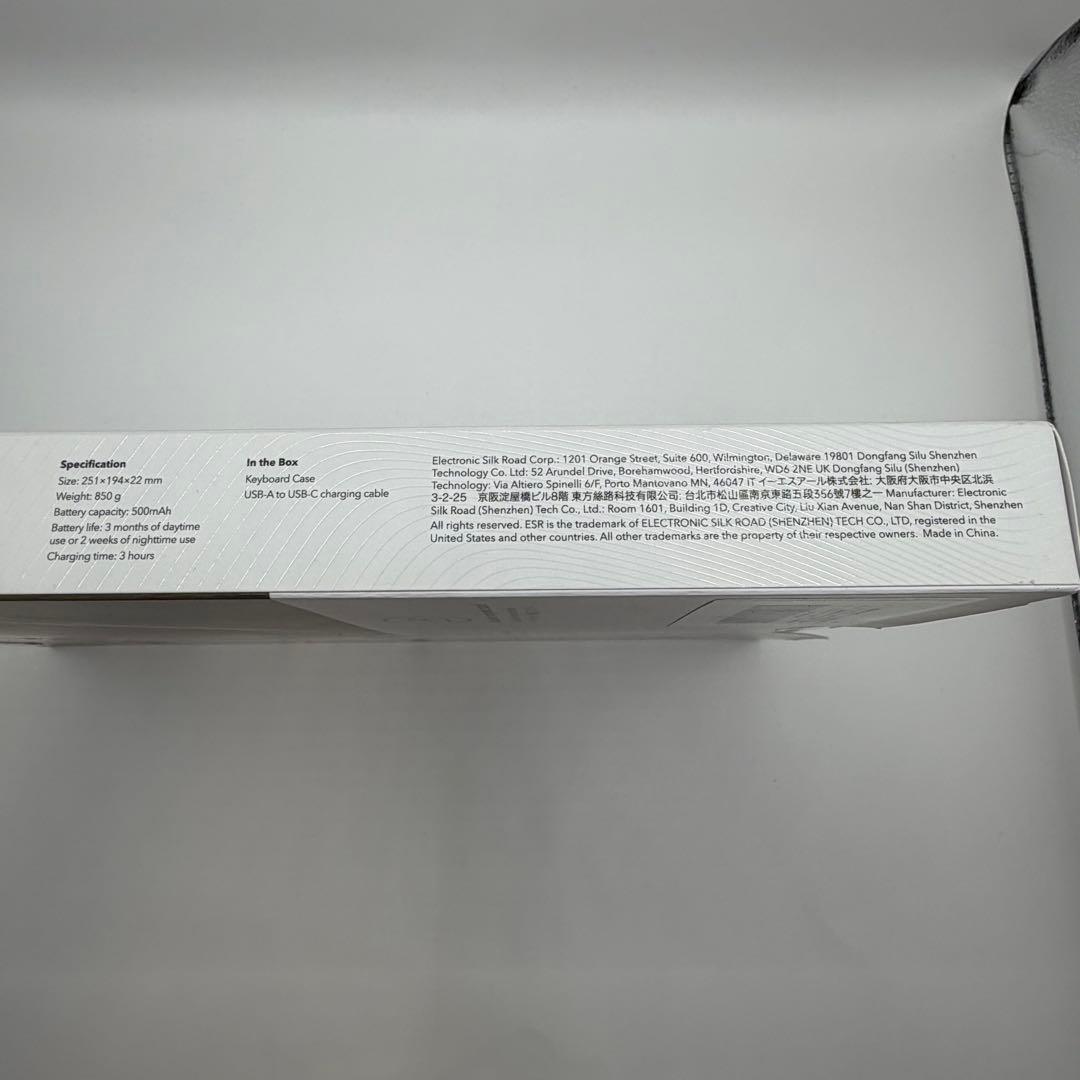 Specification
Size: 251×194×22 mm
Weight: 850 g
Battery capacity: 500mAh
Battery life: 3 months of daytime
use or 2 weeks of nighttime use
Charging time: 3 hours
In the Box
Keyboard Case
USB-A to USB-C charging cable
Electronic Silk Road Corp.: 1201 Orange Street, Suite 600, Wilmington, Delaware 19801 Dongfang Silu Shenzhen
Technology Co. Ltd: 52 Arundel Drive, Borehamwood, Hertfordshire, WD6 2NE UK Dongfang Silu (Shenzhen)
Technology: Via Altiero Spinelli 6/F, Porto Mantovano MN, 46047 IT イーエスアール株式会社: 大阪府大阪市中央区北浜
3-2-25 京阪淀屋橋ビル8階 東方絲路科技有限公司: 台北市松山區南京東路五段356號7樓之一 Manufacturer: Electronic
Silk Road (Shenzhen) Tech Co., Ltd.: Room 1601, Building 1D, Creative City, Liu Xian Avenue, Nan Shan District, Shenzhen
All rights reserved. ESR is the trademark of ELECTRONIC SILK ROAD (SHENZHEN) TECH CO., LTD, registered in the
United States and other countries. All other trademarks are the property of their respective owners. Made in China.